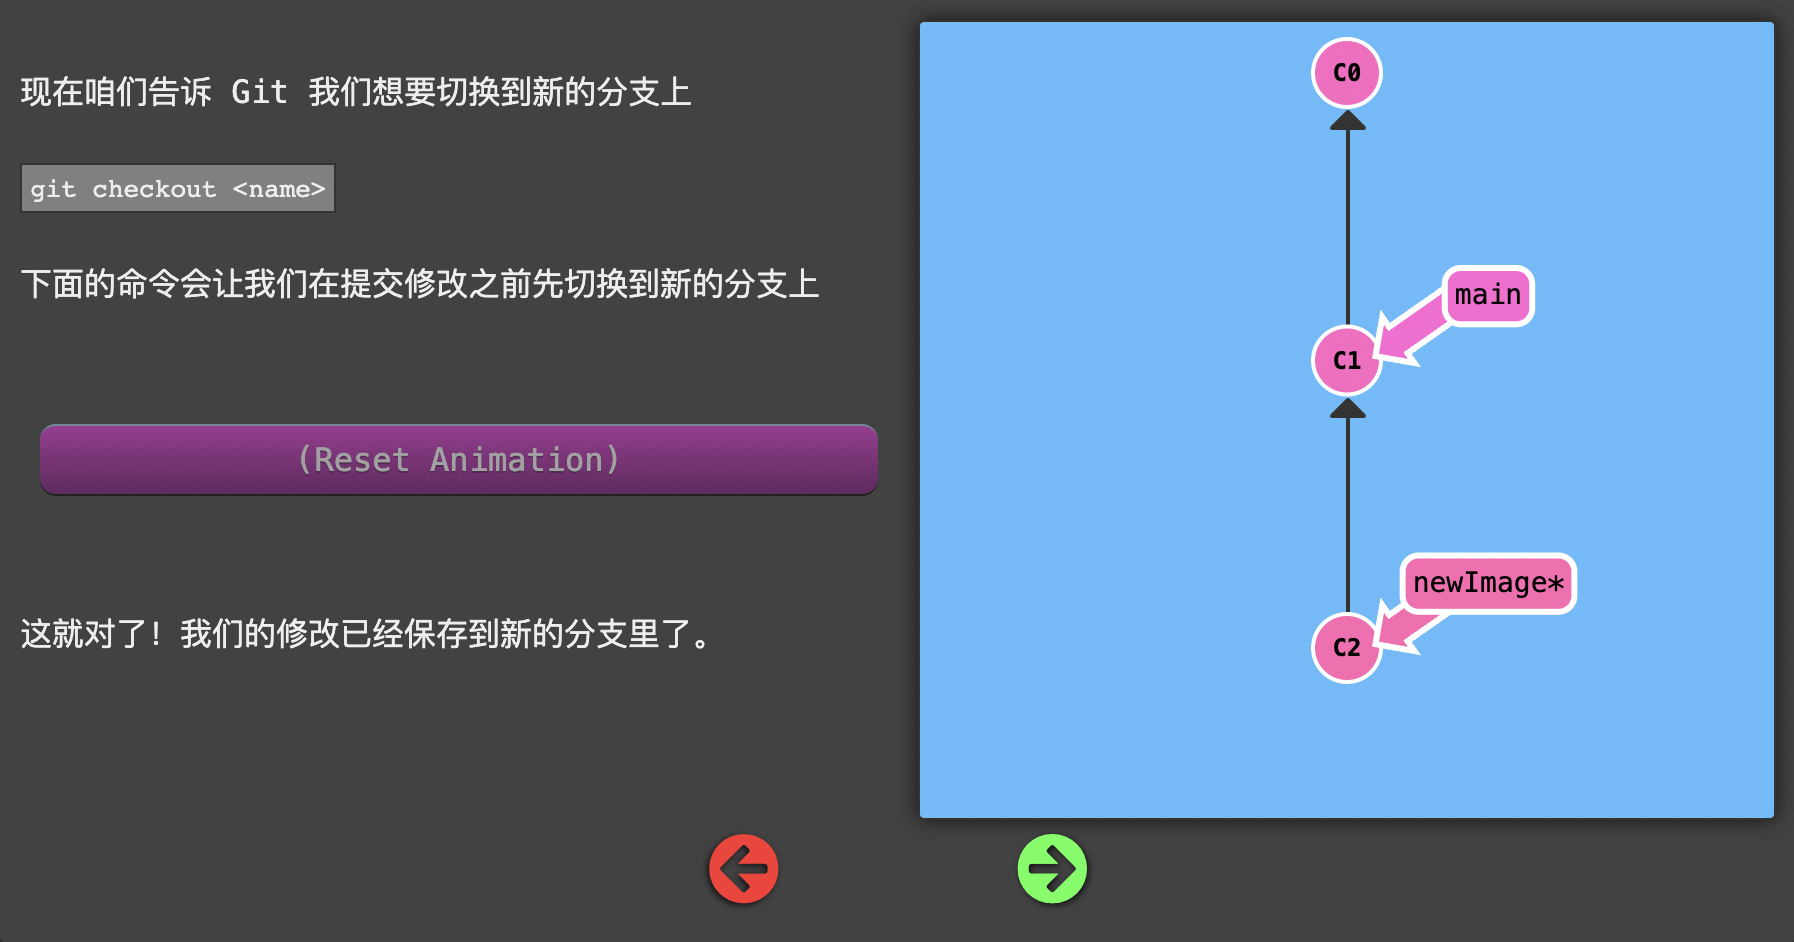 现在咱们告诉 Git 我们想要切换到新的分支上
git checkout <name>
下面的命令会让我们在提交修改之前先切换到新的分支上
(Reset Animation)
这就对了！我们的修改已经保存到新的分支里了。
C0
main
C1
newImage*
C2